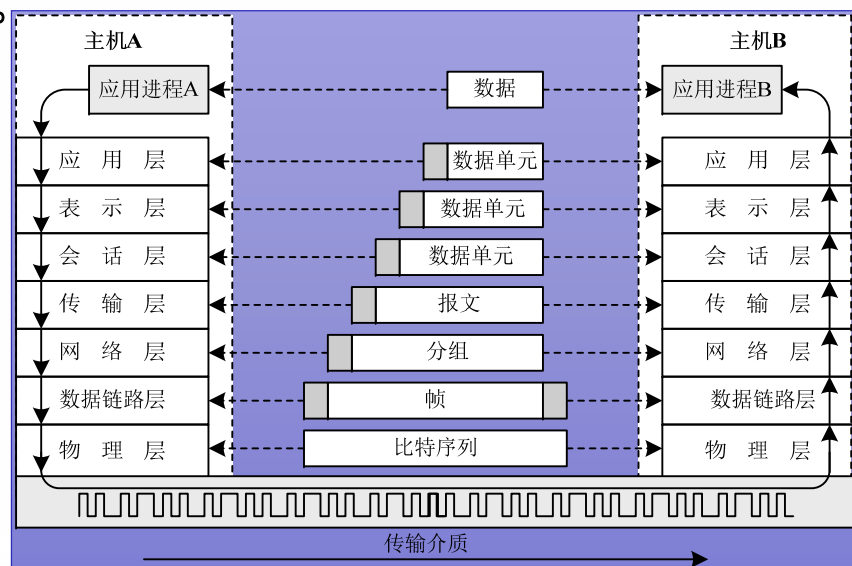 主机A
主机B
应用进程A
数据
应用进程B
应用层
数据单元
应用层
表示层
数据单元
表示层
会话层
数据单元
会话层
传输层
报文
传输层
网络层
分组
网络层
数据链路层
帧
数据链路层
物理层
比特序列
物理层
传输介质